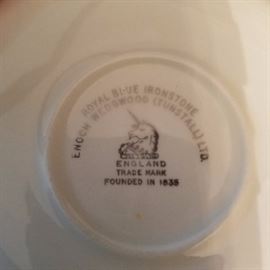 ROYAL BLUE IRONSTONE
ENOCH WEDGWOOD (TUNSTALL) LTD.
ENGLAND
TRADE MARK
FOUNDED IN 1835